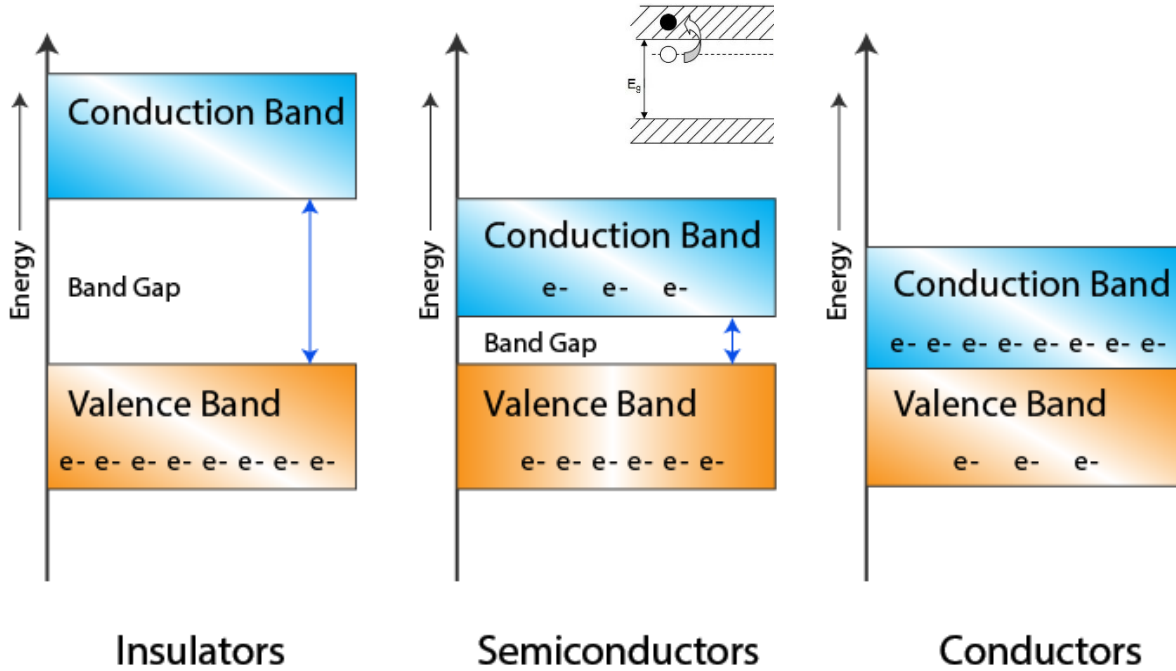 Energy
Conduction Band
Band Gap
Valence Band
e- e- e- e- e- e- e- e-
Insulators
Eg
Energy
Conduction Band
e- e- e-
Band Gap
Valence Band
e- e- e- e- e- e-
Semiconductors
Energy
Conduction Band
e- e- e- e- e- e- e- e-
Valence Band
e- e- e-
Conductors